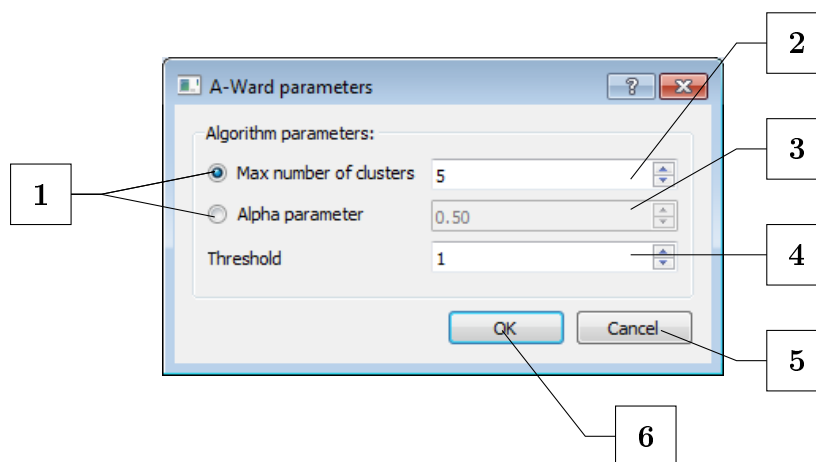 2
A-Ward parameters
?
Algorithm parameters:
3
1
Max number of clusters 5
Alpha parameter 0.50
Threshold 1
4
OK Cancel
5
6